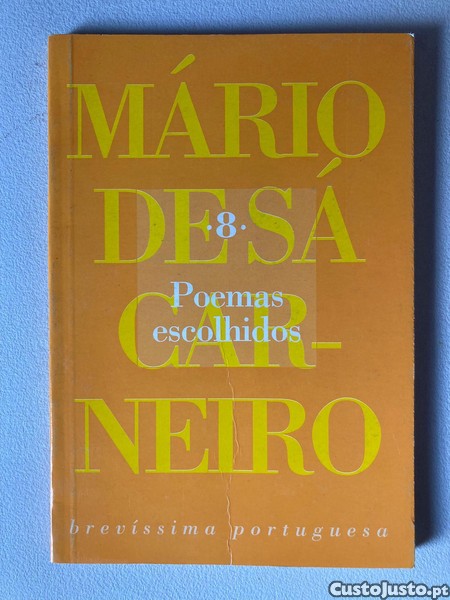 MÁRIO
DE SÁ
·8·
Poemas
escolhidos
CAR-
NEIRO
brevíssima portuguesa
CustoJusto.pt